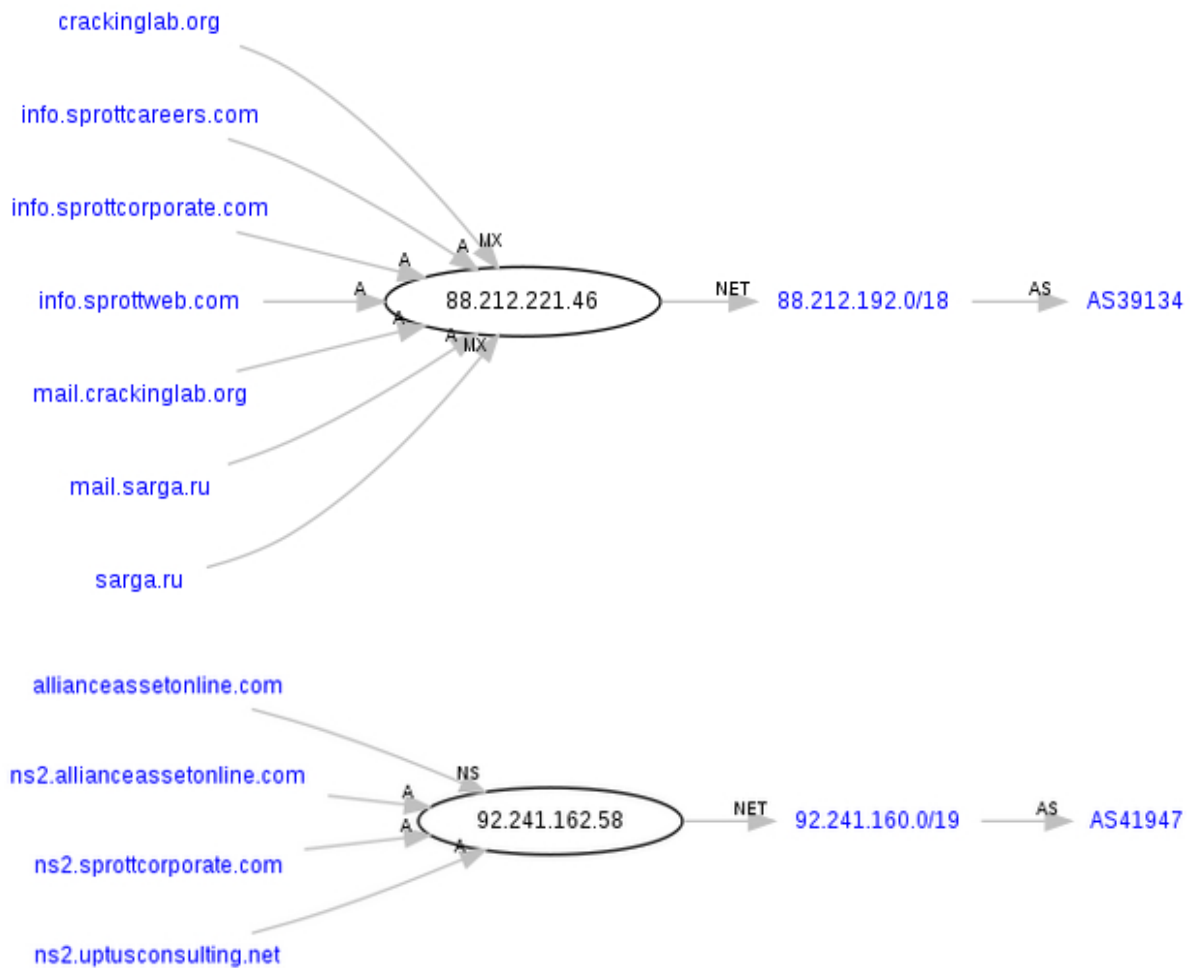 crackinglab.org
info.sprottcareers.com
info.sprottcorporate.com
A
MX
A
info.sprottweb.com
A
88.212.221.46
NET
88.212.192.0/18
AS
AS39134
A
A
MX
mail.crackinglab.org
mail.sarga.ru
sarga.ru
allianceassetonline.com
NS
ns2.allianceassetonline.com
A
92.241.162.58
NET
92.241.160.0/19
AS
AS41947
A
A
ns2.sprottcorporate.com
ns2.uptusconsulting.net